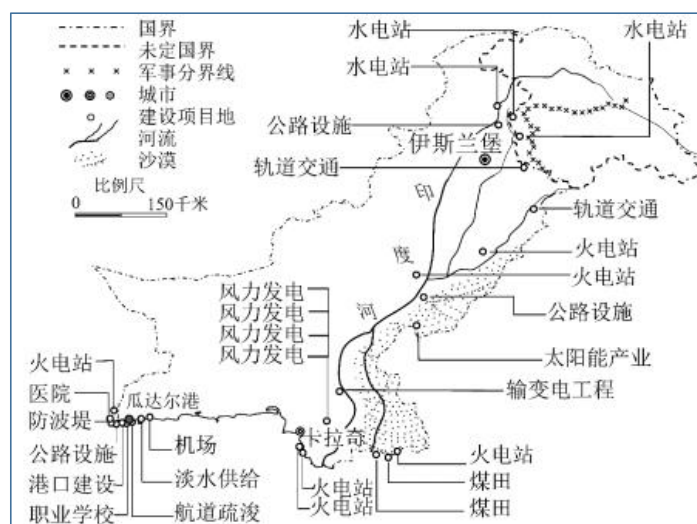 国界
未定国界
军事分界线
城市
建设项目地
河流
沙漠
比例尺
0 150千米
水电站
水电站
水电站
公路设施
伊斯兰堡
轨道交通
印
度
河
轨道交通
火电站
火电站
公路设施
太阳能产业
输变电工程
风力发电
风力发电
风力发电
风力发电
火电站
医院
瓜达尔港
防波堤
公路设施
港口建设
职业学校
机场
淡水供给
航道疏浚
卡拉奇
火电站
火电站
火电站
煤田
煤田